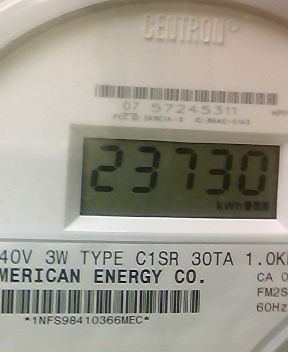 CENTRON
07 57245311
23730
kWh
40V 3W TYPE C1SR 30TA 1.0K
MERICAN ENERGY CO.
CA 0
FM2S
60Hz
*1NFS98410366MEC*